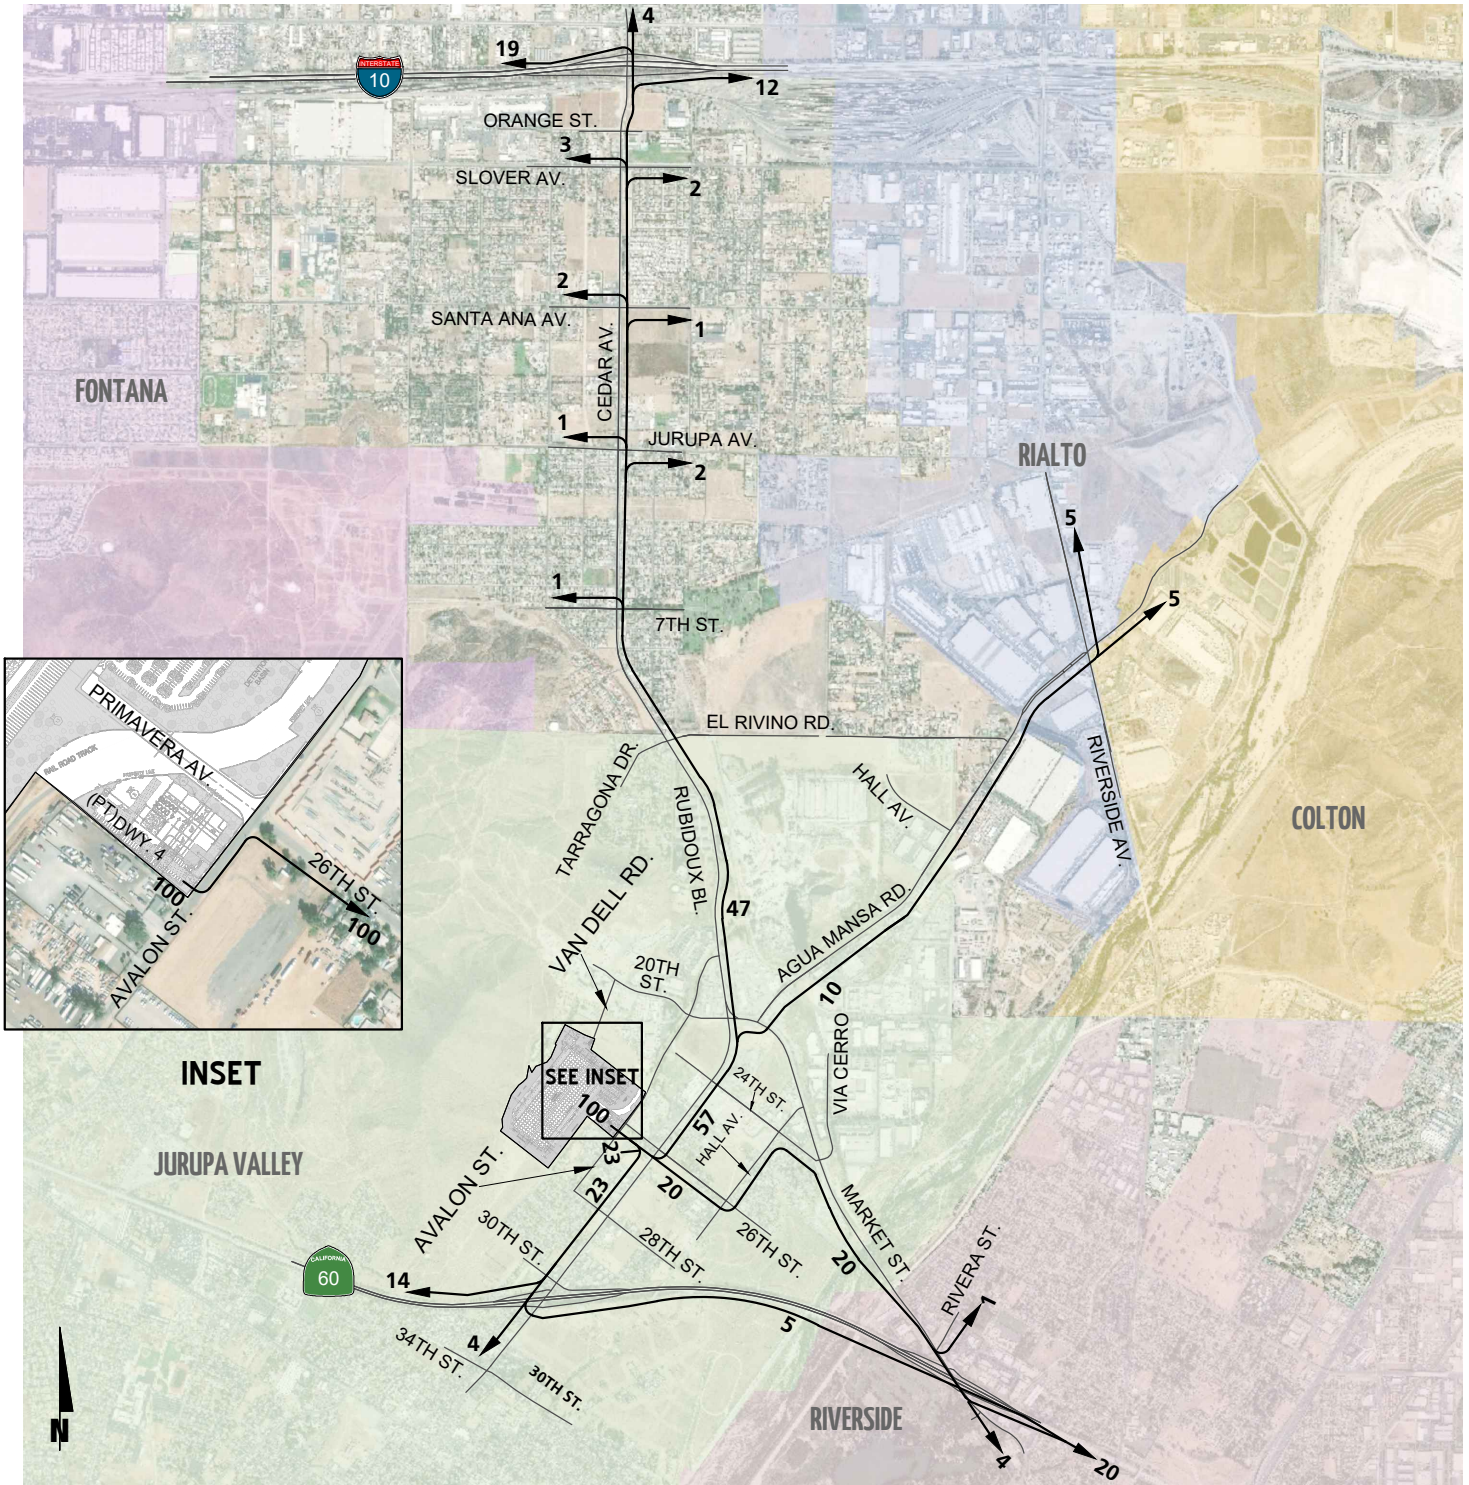 4
19
INTERSTATE
10
12
ORANGE ST.
3
SLOVER AV.
2
2
SANTA ANA AV.
1
CEDAR AV.
FONTANA
1
JURUPA AV.
2
RIALTO
5
1
5
7TH ST.
EL RIVINO RD.
TARRAGONA DR.
RUBIDOUX BL.
HALL AV.
RIVERSIDE AV.
COLTON
PRIMAVERA AV.
RAIL ROAD TRACK
(PT)DWY. 4
DETENTION
BASIN
26TH ST.
100
100
AVALON ST.
INSET
47
VAN DELL RD.
20TH
ST.
AGUA MANSA RD.
10
VIA CERRO
SEE INSET
100
24TH ST.
57
HALL AV.
23
23
20
JURUPA VALLEY
AVALON ST.
30TH ST.
28TH ST.
26TH ST.
MARKET ST.
20
RIVERA ST.
1
CALIFORNIA
60
14
4
5
34TH ST.
30TH ST.
RIVERSIDE
4
20
N